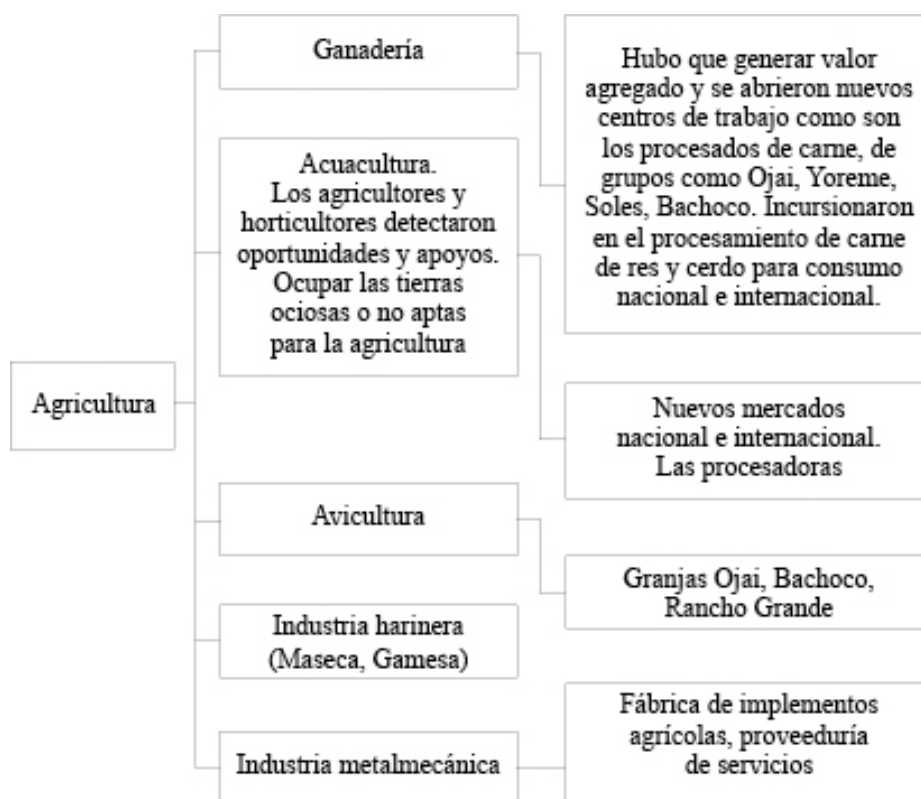 Ganadería
Hubo que generar valor
agregado y se abrieron nuevos
centros de trabajo como son
los procesados de carne, de
grupos como Ojai, Yoreme,
Soles, Bachoco. Incursionaron
en el procesamiento de carne
de res y cerdo para consumo
nacional e internacional.
Acuacultura.
Los agricultores y
horticultores detectaron
oportunidades y apoyos.
Ocupar las tierras
ociosas o no aptas
para la agricultura
Agricultura
Nuevos mercados
nacional e internacional.
Las procesadoras
Avicultura
Granjas Ojai, Bachoco,
Rancho Grande
Industria harinera
(Maseca, Gamesa)
Fábrica de implementos
agrícolas, proveeduría
de servicios
Industria metalmecánica